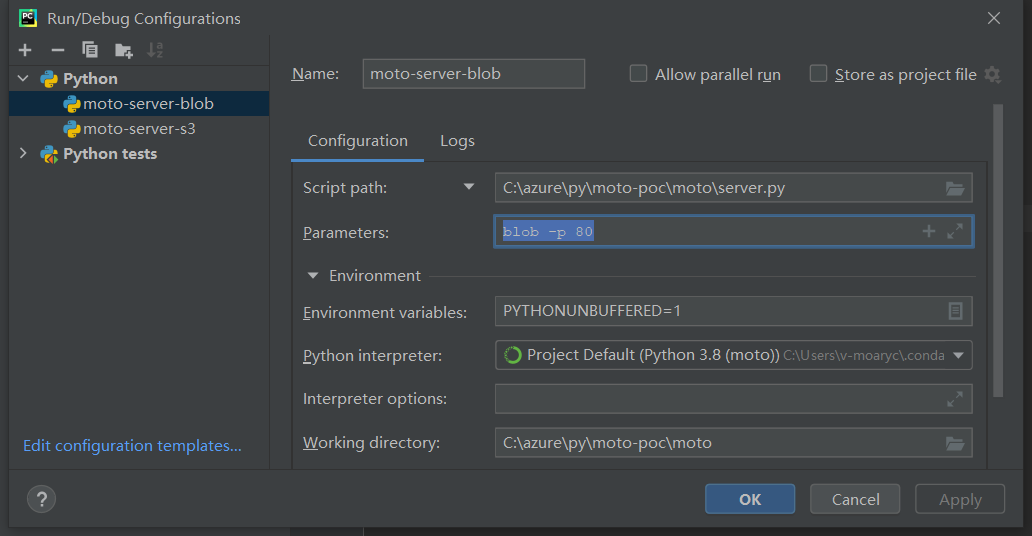 PC
Run/Debug Configurations
Python
moto-server-blob
moto-server-s3
Python tests
Edit configuration templates...
Name:
moto-server-blob
Allow parallel run
Store as project file
Configuration
Logs
Script path:
C:\azure\py\moto-poc\moto\server.py
Parameters:
blob -p 80
Environment
Environment variables:
PYTHONUNBUFFERED=1
Python interpreter:
Project Default (Python 3.8 (moto)) C:\Users\v-moaryc\.conda
Interpreter options:
Working directory:
C:\azure\py\moto-poc\moto
?
OK
Cancel
Apply